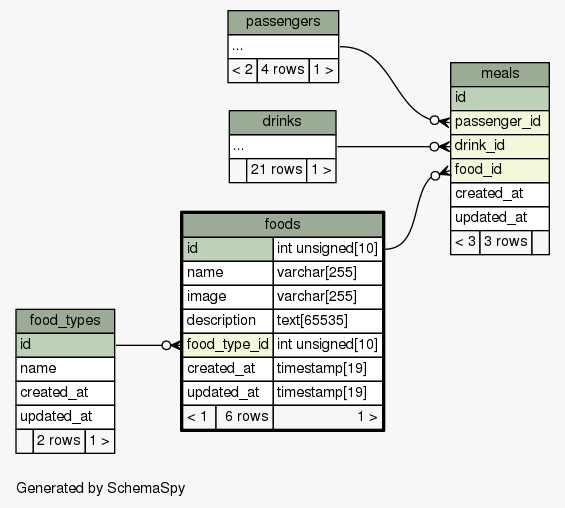 passengers
...
< 2 4 rows 1 >
meals
id
passenger_id
drink_id
food_id
created_at
updated_at
< 3 3 rows
drinks
...
21 rows 1 >
foods
id int unsigned[10]
name varchar[255]
image varchar[255]
description text[65535]
food_type_id int unsigned[10]
created_at timestamp[19]
updated_at timestamp[19]
< 1 6 rows 1 >
food_types
id
name
created_at
updated_at
2 rows 1 >
Generated by SchemaSpy